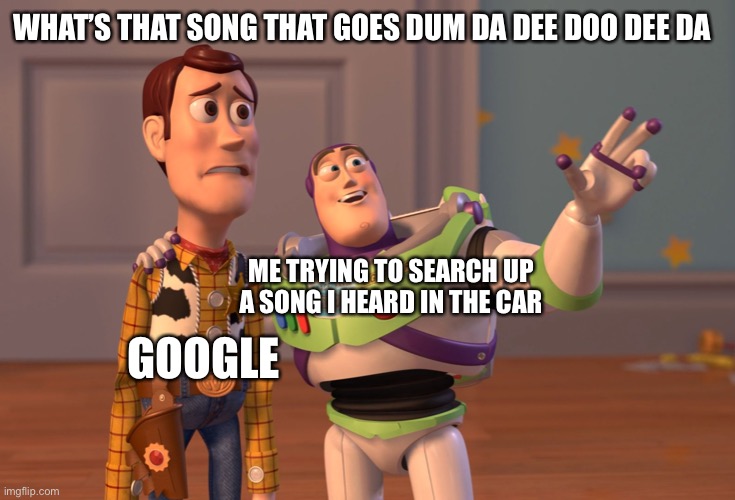 WHAT'S THAT SONG THAT GOES DUM DA DEE DOO DEE DA
ME TRYING TO SEARCH UP
A SONG I HEARD IN THE CAR
GOOGLE
imgflip.com